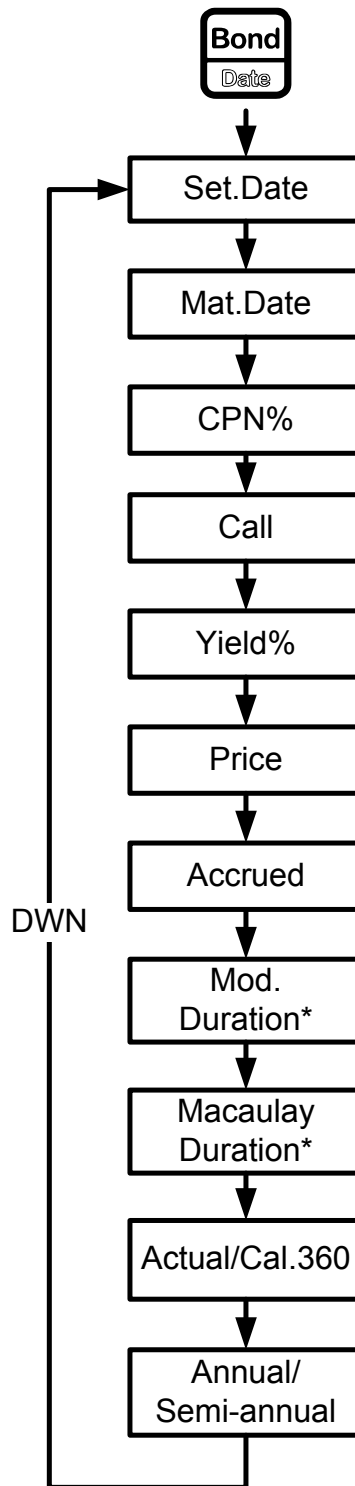 Bond
Date
Set.Date
Mat.Date
CPN%
Call
Yield%
Price
Accrued
DWN
Mod.
Duration*
Macaulay
Duration*
Actual/Cal.360
Annual/
Semi-annual